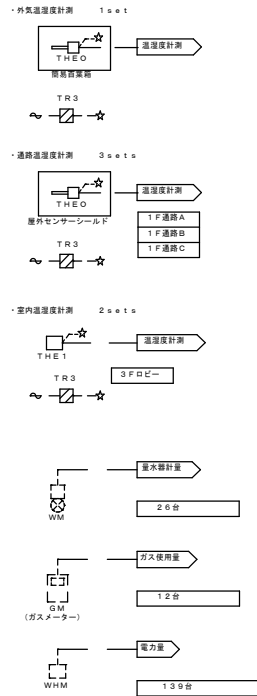 ・外気温湿度計測 1set
THEO
温湿度計測
簡易百葉箱
TR3
・通路温湿度計測 3sets
THEO
温湿度計測
屋外センサーシールド
1F通路A
1F通路B
1F通路C
TR3
・室内温湿度計測 2sets
温湿度計測
THE1
3Fロビー
TR3
量水器計量
26台
WM
ガス使用量
12台
GM
(ガスメーター)
電力量
139台
WHM